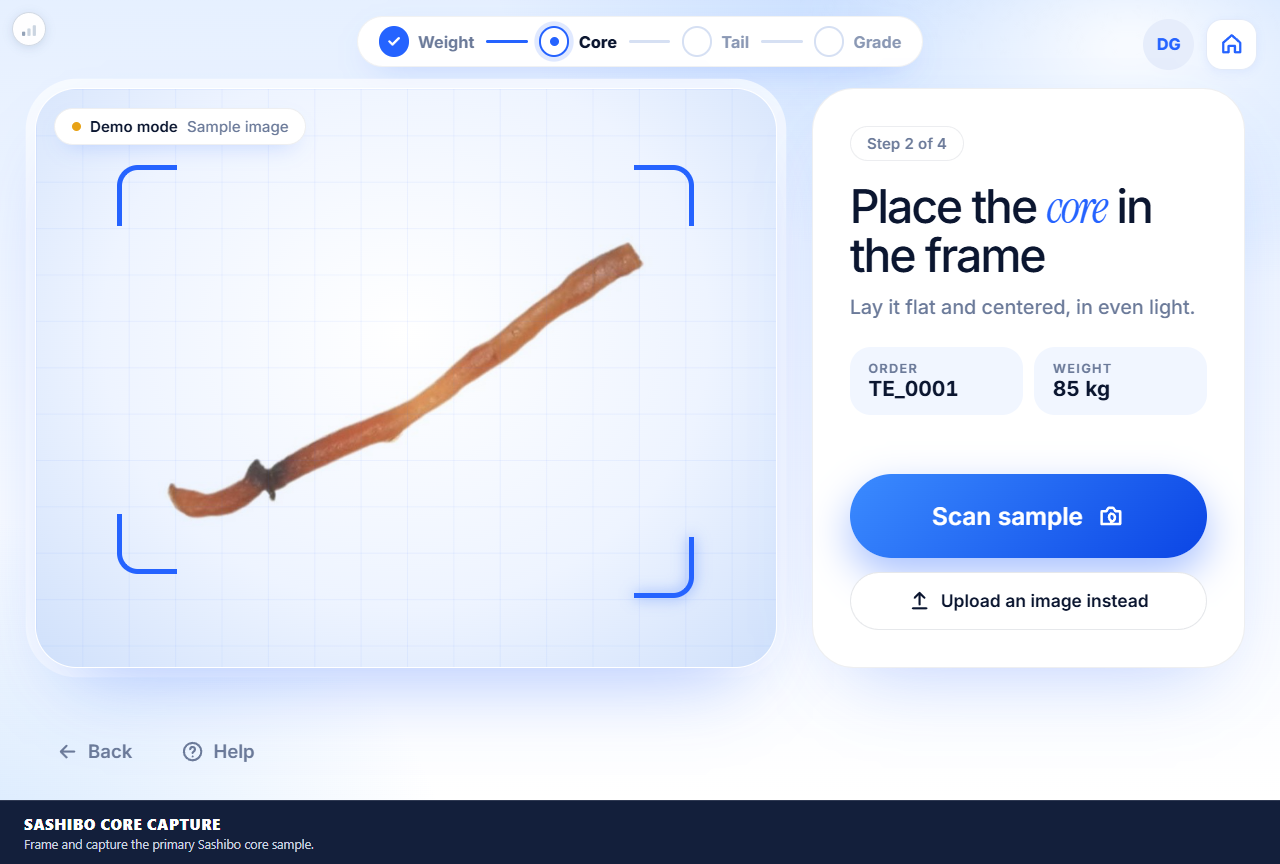 Weight
Core
Tail
Grade
DG
Demo mode Sample image
Step 2 of 4
Place the core in
the frame
Lay it flat and centered, in even light.
ORDER
TE_0001
WEIGHT
85 kg
Scan sample
Upload an image instead
Back
Help
SASHIBO CORE CAPTURE
Frame and capture the primary Sashibo core sample.